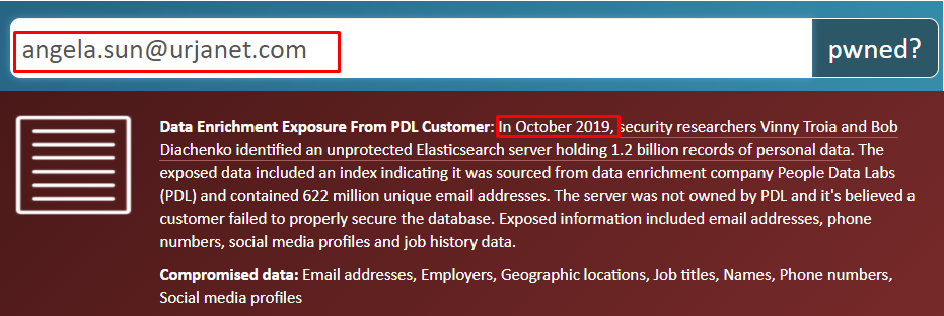 angela.sun@urjanet.com pwned?
Data Enrichment Exposure From PDL Customer: In October 2019, security researchers Vinny Troia and Bob
Diachenko identified an unprotected Elasticsearch server holding 1.2 billion records of personal data. The
exposed data included an index indicating it was sourced from data enrichment company People Data Labs
(PDL) and contained 622 million unique email addresses. The server was not owned by PDL and it's believed a
customer failed to properly secure the database. Exposed information included email addresses, phone
numbers, social media profiles and job history data.
Compromised data: Email addresses, Employers, Geographic locations, Job titles, Names, Phone numbers,
Social media profiles